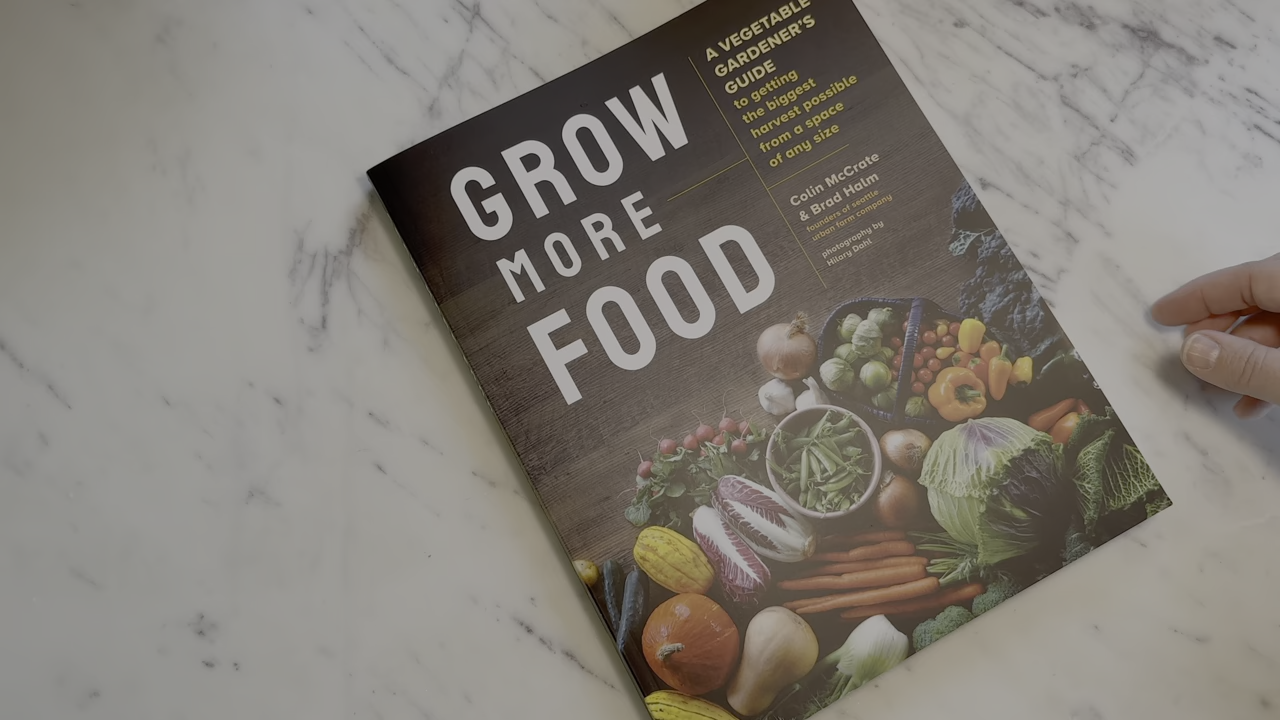 GROW
MORE
FOOD
A VEGETABLE
GARDENER'S
GUIDE
to getting
the biggest
harvest possible
from a space
of any size
Colin McCrate
& Brad Halm
founders of seattle
urban farm company
photography by
Hilary Dahl